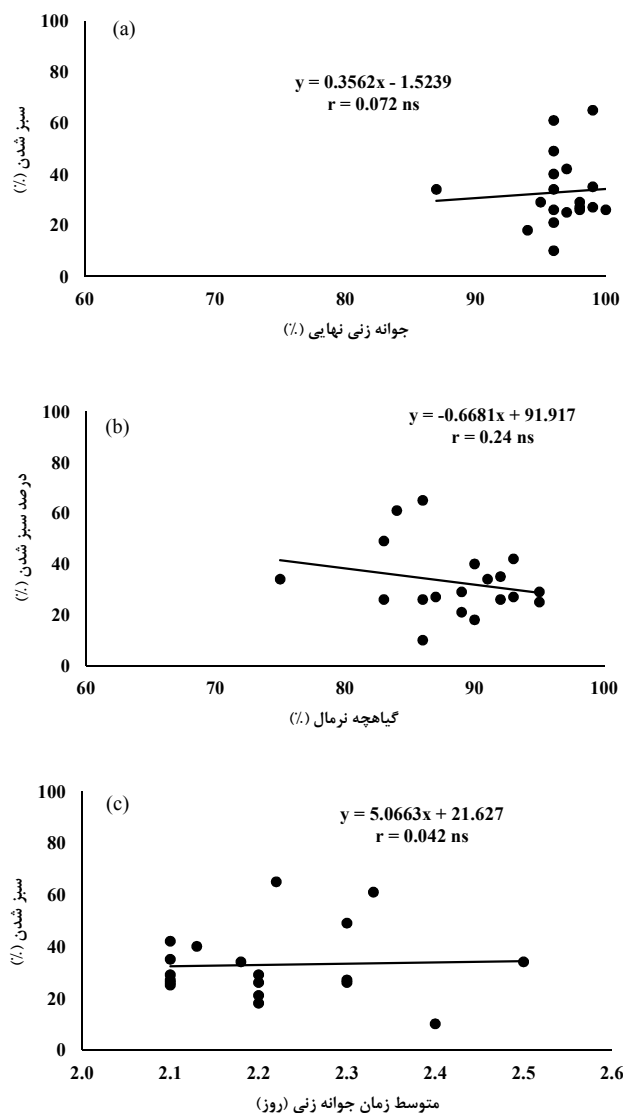 (a)
y = 0.3562x - 1.5239
r = 0.072 ns
سبز شدن (٪)
100
80
60
40
20
0
60 70 80 90 100
جوانه زنی نهایی (٪)
(b)
y = -0.6681x + 91.917
r = 0.24 ns
درصد سبز شدن (٪)
100
80
60
40
20
0
60 70 80 90 100
گیاهچه نرمال (٪)
(c)
y = 5.0663x + 21.627
r = 0.042 ns
سبز شدن (٪)
100
80
60
40
20
0
2.0 2.1 2.2 2.3 2.4 2.5 2.6
متوسط زمان جوانه زنی (روز)